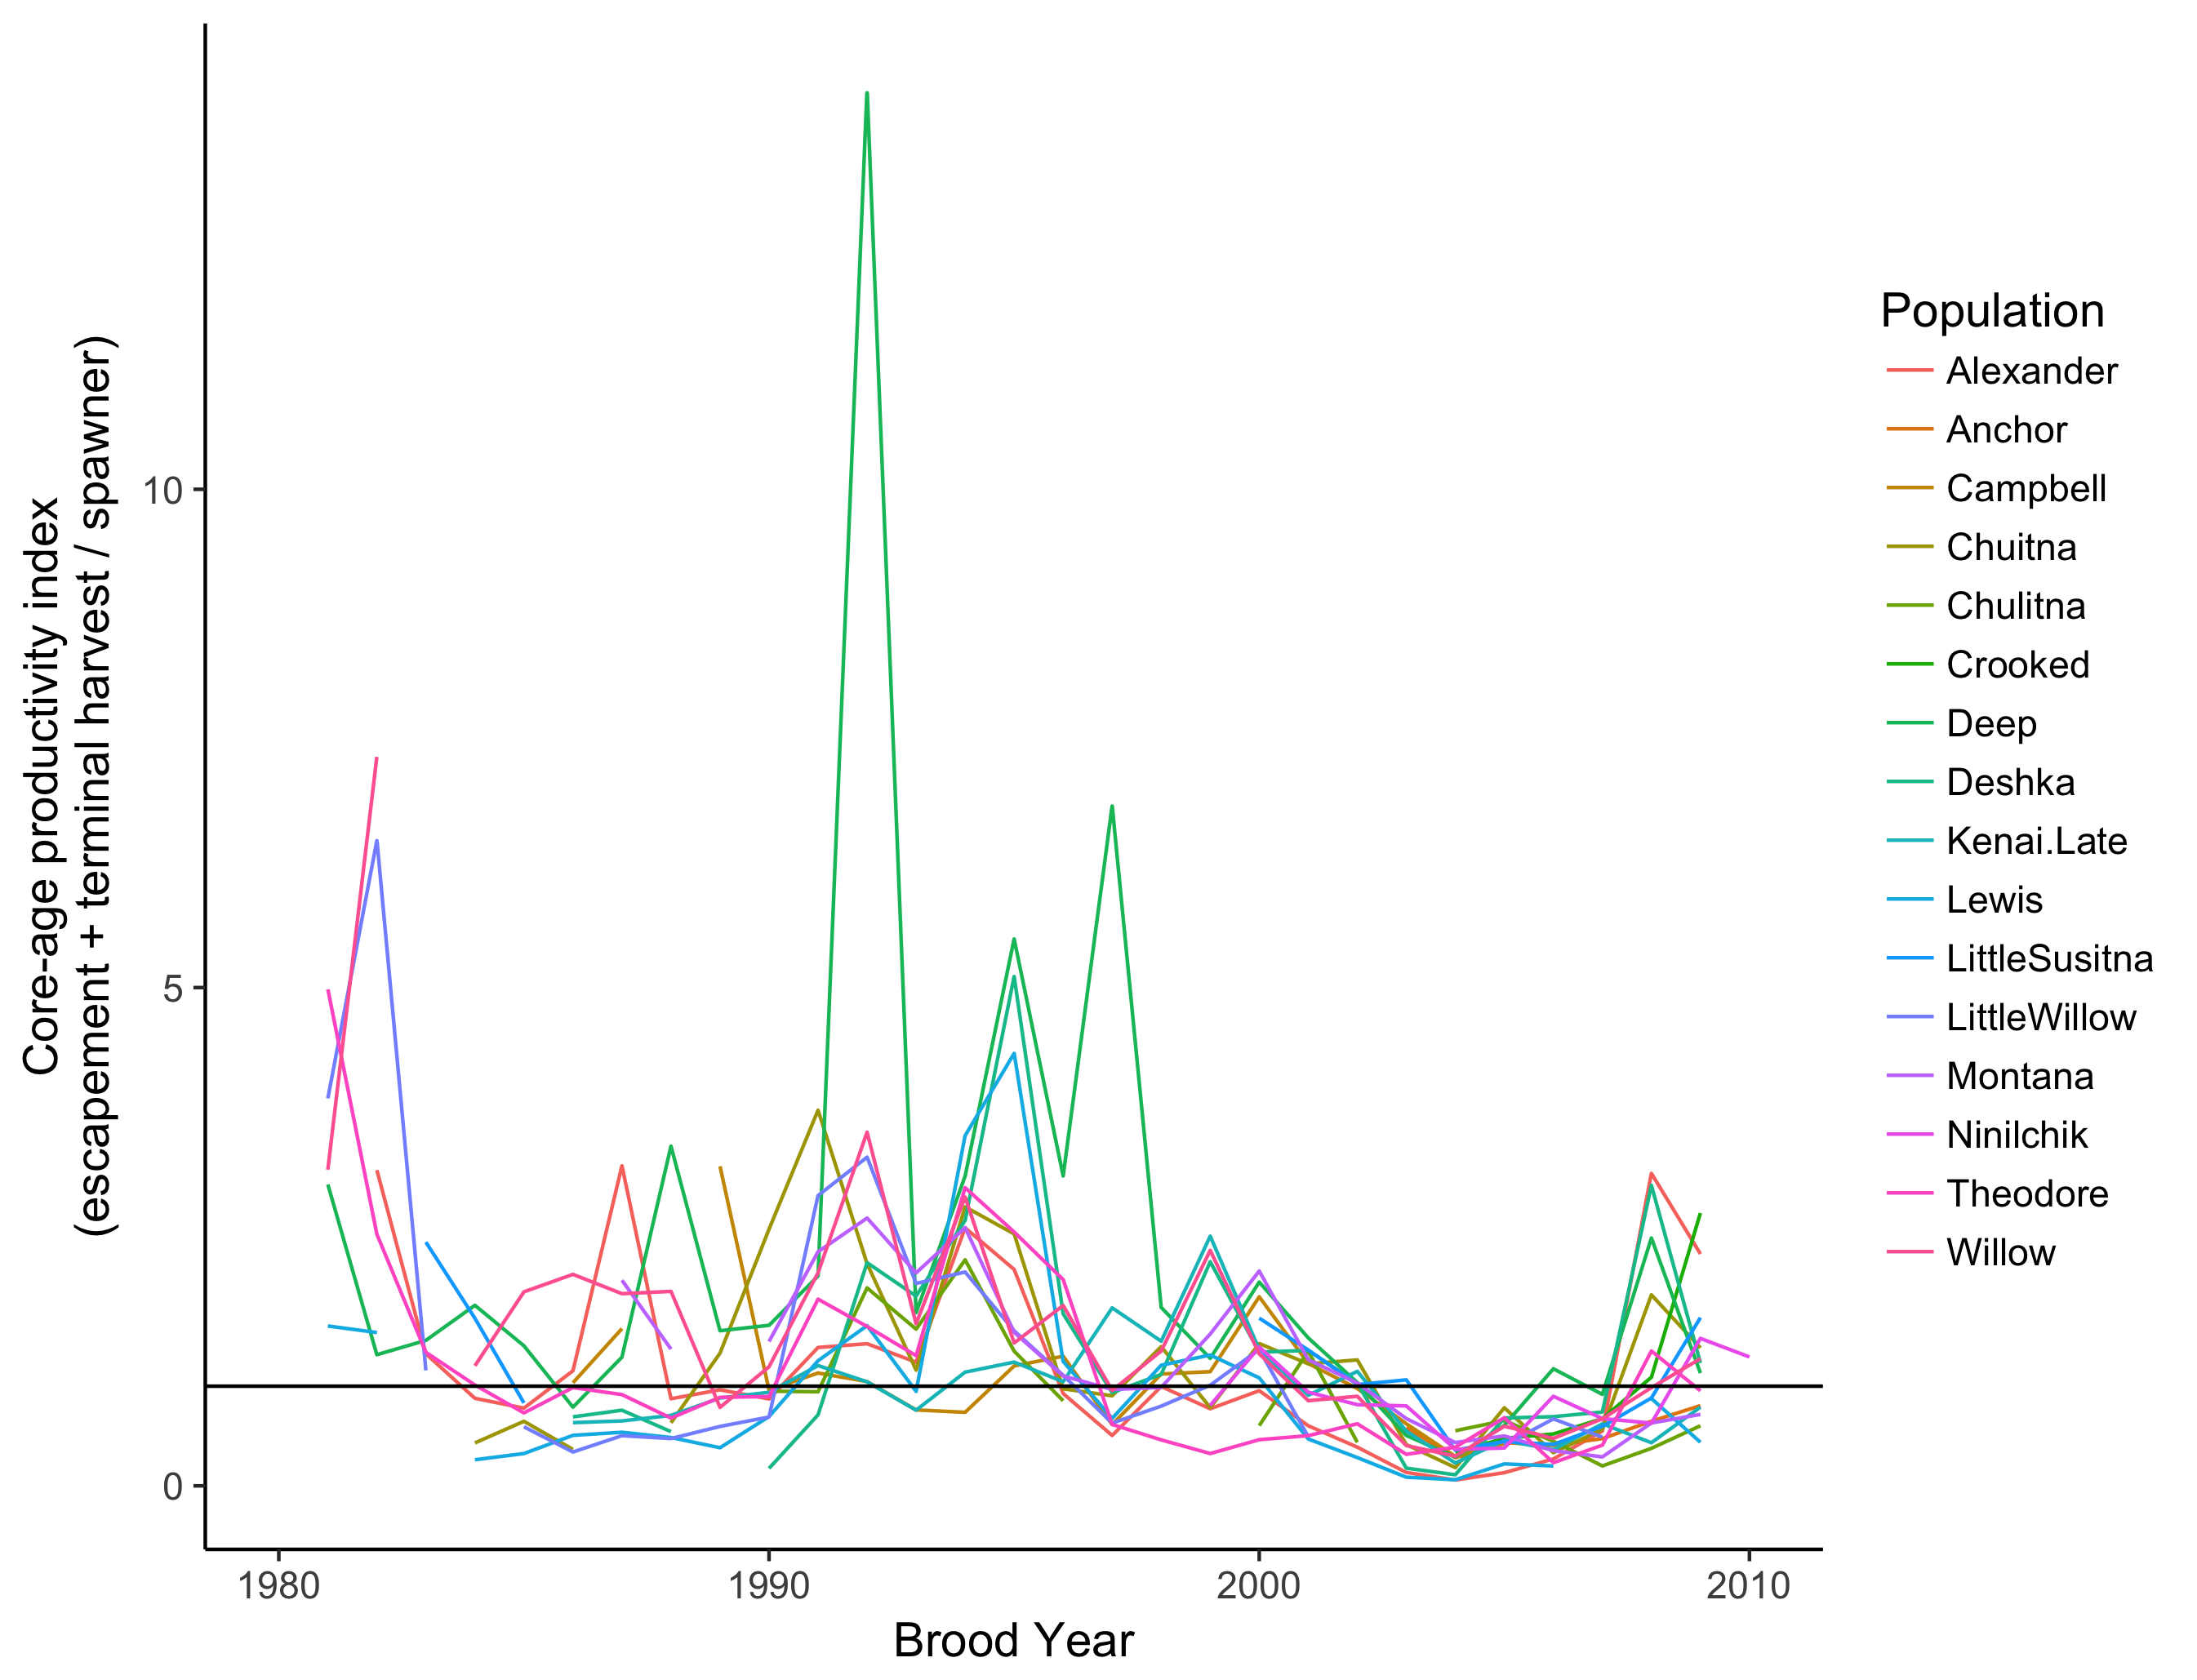 Core-age productivity index
(escapement + terminal harvest / spawner)
10
5
0
1980
1990
2000
2010
Brood Year
Population
Alexander
Anchor
Campbell
Chuitna
Chulitna
Crooked
Deep
Deshka
Kenai.Late
Lewis
LittleSusitna
LittleWillow
Montana
Ninilchik
Theodore
Willow